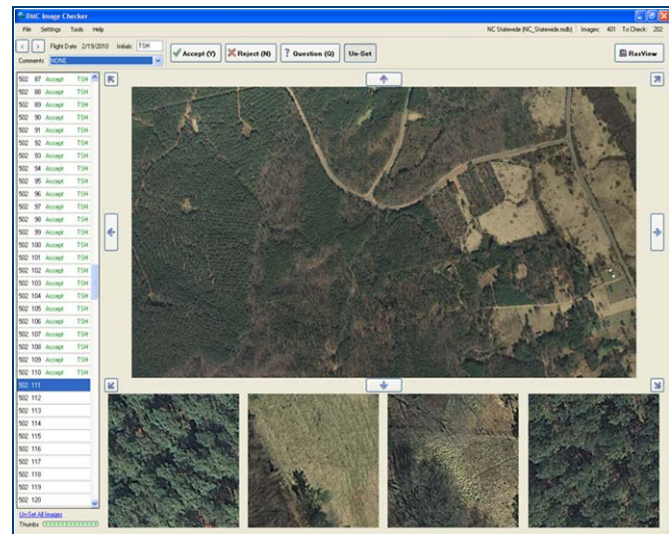 DMC Image Checker
File Settings Tools Help
NC Statewide [NC_Statewide.mdb] Images: 401 To Check: 202
Flight Date 2/19/2010 Initials TSH
Accept (Y) Reject (N) ? Question (Q) Un-Set RasView
Comments NONE
502 87 Accept TSH
502 88 Accept TSH
502 89 Accept TSH
502 90 Accept TSH
502 91 Accept TSH
502 92 Accept TSH
502 93 Accept TSH
502 94 Accept TSH
502 95 Accept TSH
502 96 Accept TSH
502 97 Accept TSH
502 98 Accept TSH
502 99 Accept TSH
502 100 Accept TSH
502 101 Accept TSH
502 102 Accept TSH
502 103 Accept TSH
502 104 Accept TSH
502 105 Accept TSH
502 106 Accept TSH
502 107 Accept TSH
502 108 Accept TSH
502 109 Accept TSH
502 110 Accept TSH
502 111
502 112
502 113
502 114
502 115
502 116
502 117
502 118
502 119
502 120
Un-Set All Images
Thumbs